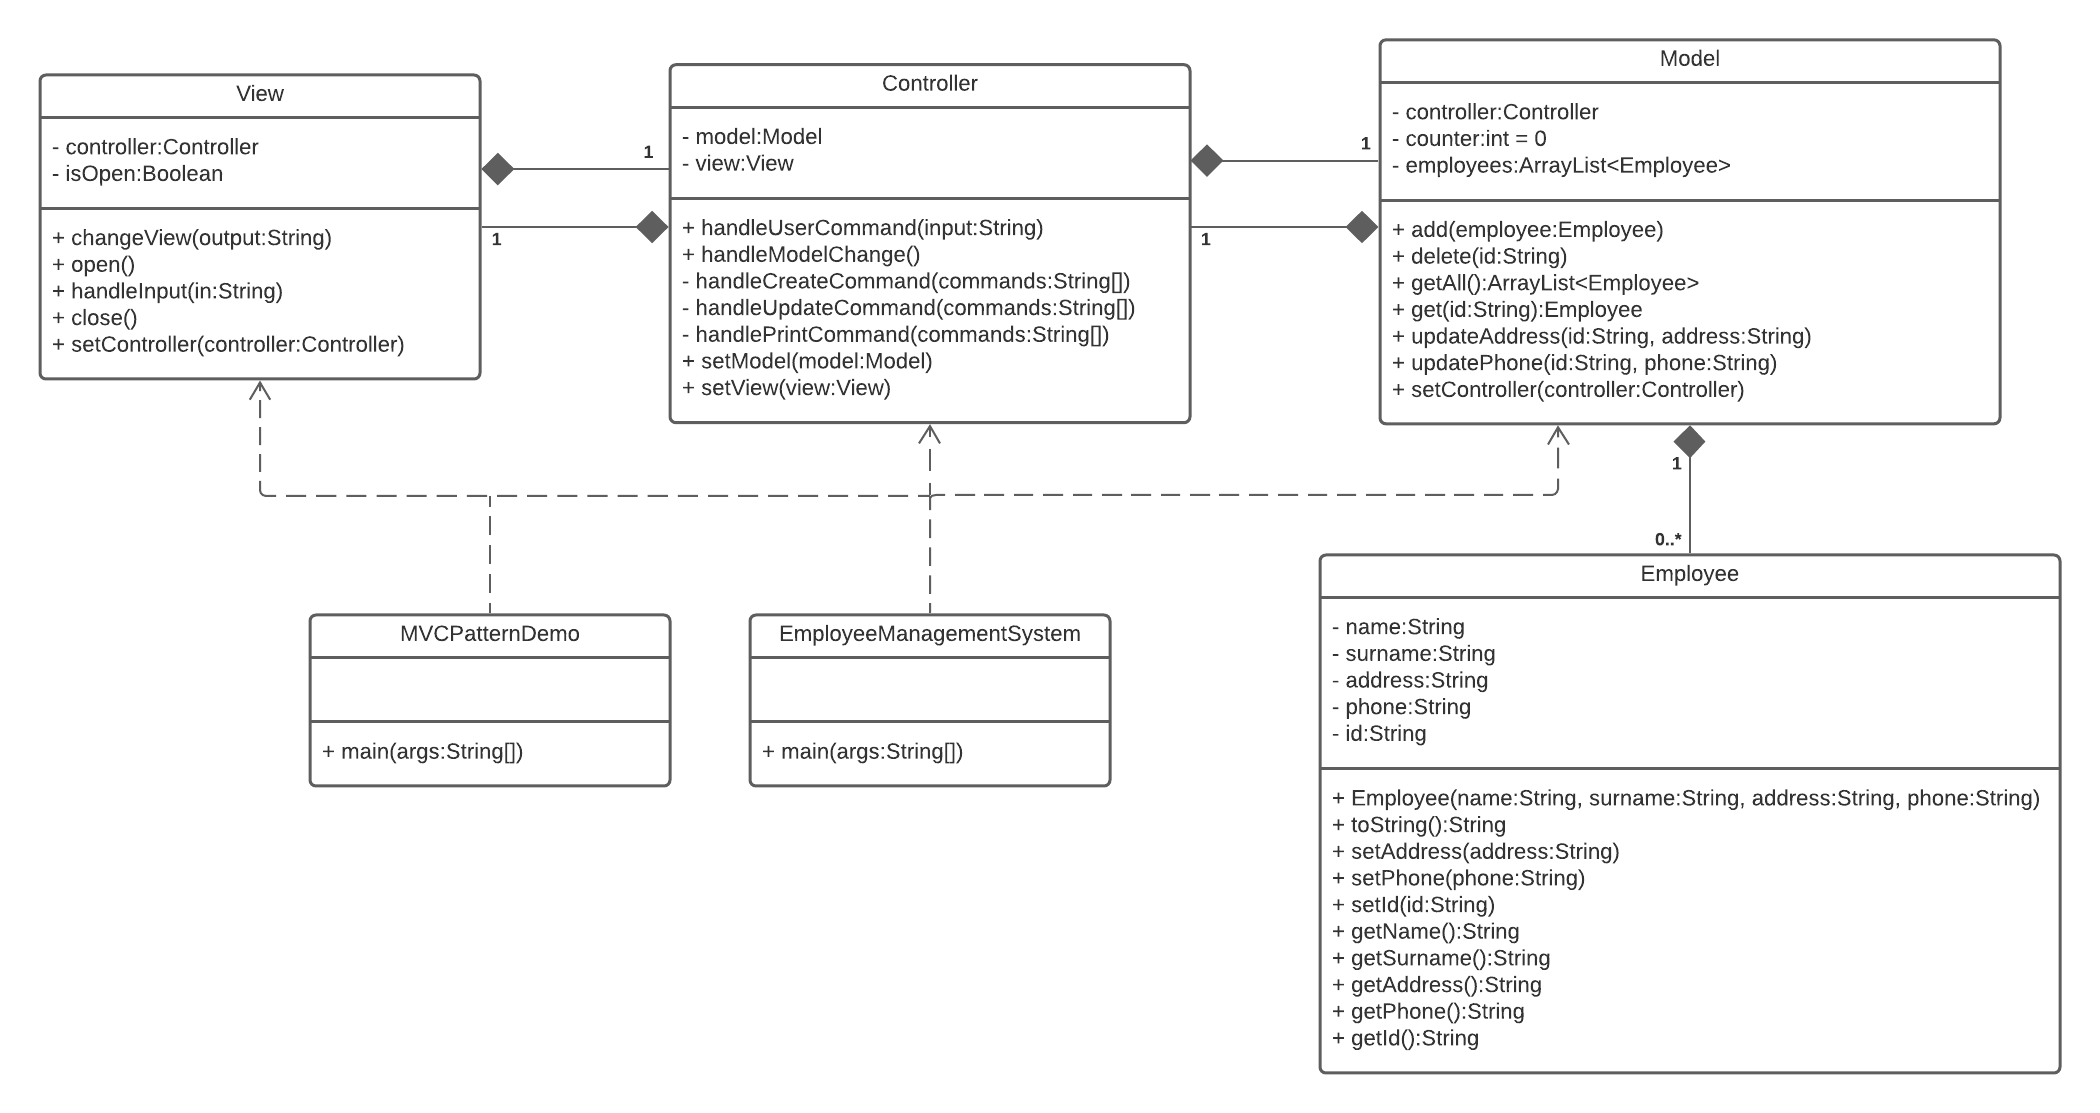 View
- controller:Controller
- isOpen:Boolean
+ changeView(output:String)
+ open()
+ handleInput(in:String)
+ close()
+ setController(controller:Controller)
1
1
Controller
- model:Model
- view:View
+ handleUserCommand(input:String)
+ handleModelChange()
- handleCreateCommand(commands:String[])
- handleUpdateCommand(commands:String[])
- handlePrintCommand(commands:String[])
+ setModel(model:Model)
+ setView(view:View)
1
1
Model
- controller:Controller
- counter:int = 0
- employees:ArrayList<Employee>
+ add(employee:Employee)
+ delete(id:String)
+ getAll():ArrayList<Employee>
+ get(id:String):Employee
+ updateAddress(id:String, address:String)
+ updatePhone(id:String, phone:String)
+ setController(controller:Controller)
1
0..*
MVCPatternDemo
+ main(args:String[])
EmployeeManagementSystem
+ main(args:String[])
Employee
- name:String
- surname:String
- address:String
- phone:String
- id:String
+ Employee(name:String, surname:String, address:String, phone:String)
+ toString():String
+ setAddress(address:String)
+ setPhone(phone:String)
+ setId(id:String)
+ getName():String
+ getSurname():String
+ getAddress():String
+ getPhone():String
+ getId():String